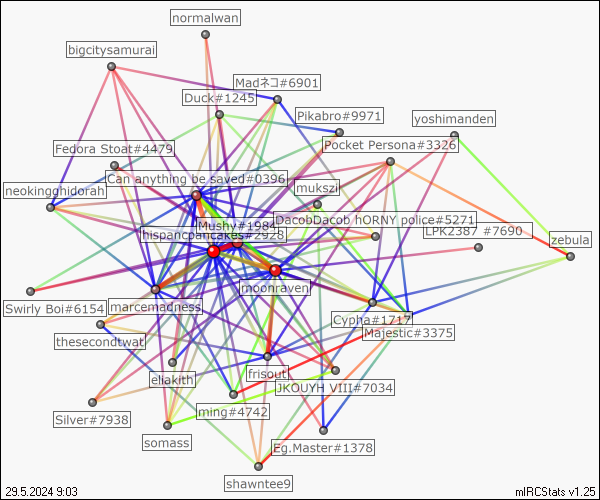 normalwan
bigcitysamurai
Madネコ#6901
Duck#1245
Pikabro#9971
yoshimanden
Pocket Persona#3326
Fedora Stoat#4479
Can anything be saved#0396
mukszi
neokingghidorah
DacobDacob hORNY police#5271
Mushy#1984
LPK2387 #7690
hispancpancakes#2928
zebula
moonraven
Swirly Boi#6154
marcemadness
Cypha#1717
Majestic#3375
thesecondtwat
eliakith
frisout
JKOUYH VIII#7034
ming#4742
Silver#7938
somass
Eg.Master#1378
shawntee9
29.5.2024 9:03
mIRCStats v1.25